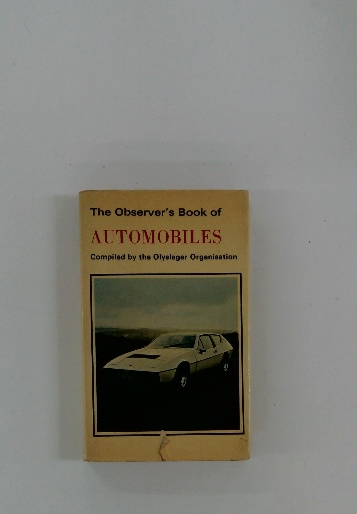 The Observer's Book of
AUTOMOBILES
Compiled by the Olyslager Organisation